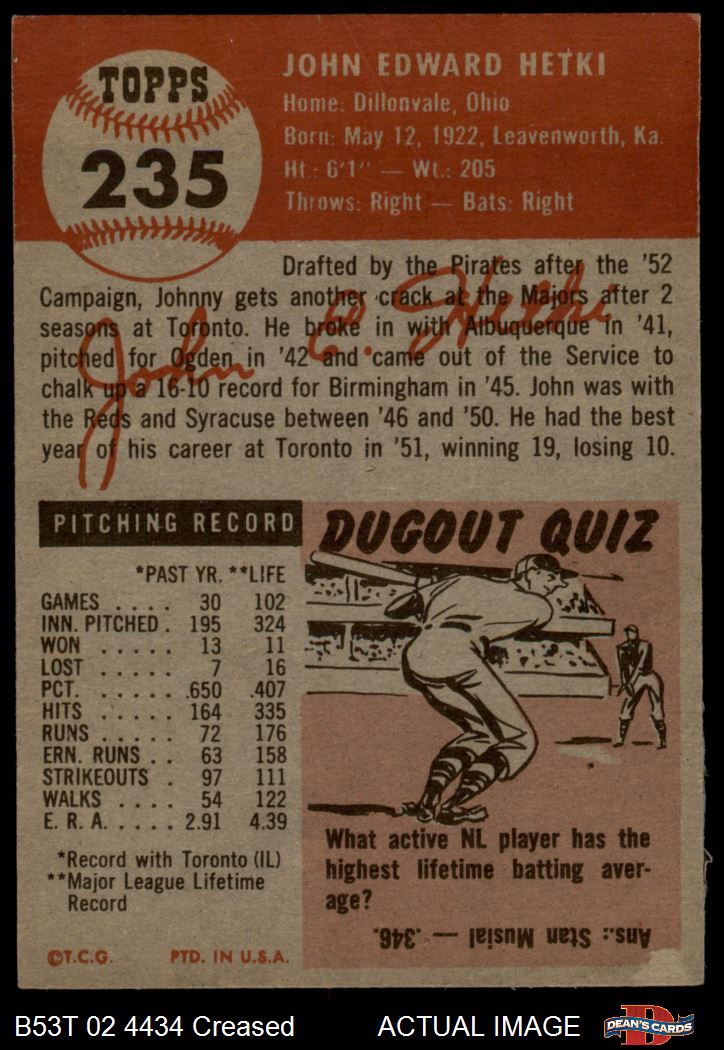 TOPPS
235
JOHN EDWARD HETKI
Home: Dillonvale, Ohio
Born: May 12, 1922, Leavenworth, Ka.
Ht.: 6'1" — Wt.: 205
Throws: Right — Bats: Right
Drafted by the Pirates after the '52
Campaign, Johnny gets another crack at the Majors after 2
seasons at Toronto. He broke in with Albuquerque in '41,
pitched for Ogden in '42 and came out of the Service to
chalk up a 16-10 record for Birmingham in '45. John was with
the Reds and Syracuse between '46 and '50. He had the best
year of his career at Toronto in '51, winning 19, losing 10.
John E. Hetki
PITCHING RECORD
*PAST YR. **LIFE
GAMES . . . . 30 102
INN. PITCHED . 195 324
WON . . . . . 13 11
LOST . . . . . 7 16
PCT. . . . . . .650 .407
HITS . . . . . 164 335
RUNS . . . . . 72 176
ERN. RUNS . . 63 158
STRIKEOUTS . 97 111
WALKS . . . . 54 122
E. R. A. . . . . . 2.91 4.39
*Record with Toronto (IL)
**Major League Lifetime
Record
©T.C.G. PTD. IN U.S.A.
DUGOUT QUIZ
What active NL player has the
highest lifetime batting aver-
age?
Ans.: Stan Musial — .346.
B53T 02 4434 Creased ACTUAL IMAGE
D
DEAN'S CARDS